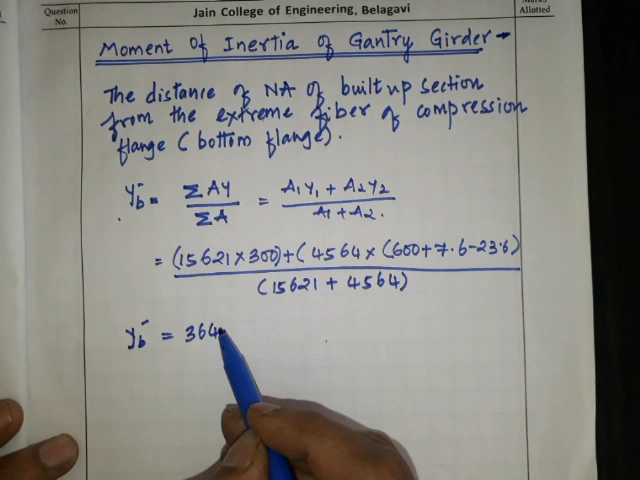 Question
No.
Jain College of Engineering, Belagavi
Marks
Allotted
Moment Of Inertia of Gantry Girder →
The distance of NA of built up section
from the extreme fiber of compression
flange (bottom flange).
ȳb = ΣAY / ΣA = A1Y1 + A2Y2 / A1 + A2.
= (15621 × 300) + (4564 × (600 + 7.6 - 23.6) / (15621 + 4564)
ȳb = 364